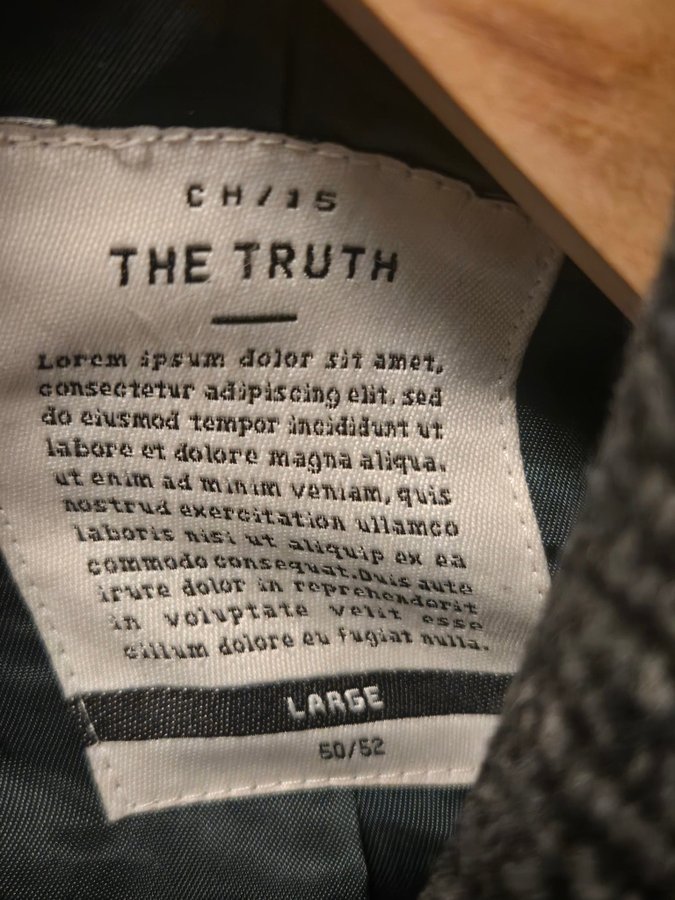 CH/15
THE TRUTH
Lorem ipsum dolor sit amet,
consectetur adipiscing elit, sed
do eiusmod tempor incididunt ut
labore et dolore magna aliqua.
ut enim ad minim veniam, quis
nostrud exercitation ullamco
laboris nisi ut aliquip ex ea
commodo consequat.Duis aute
irure dolor in reprehenderit
in voluptate velit esse
cillum dolore eu fugiat nulla.
LARGE
50/52